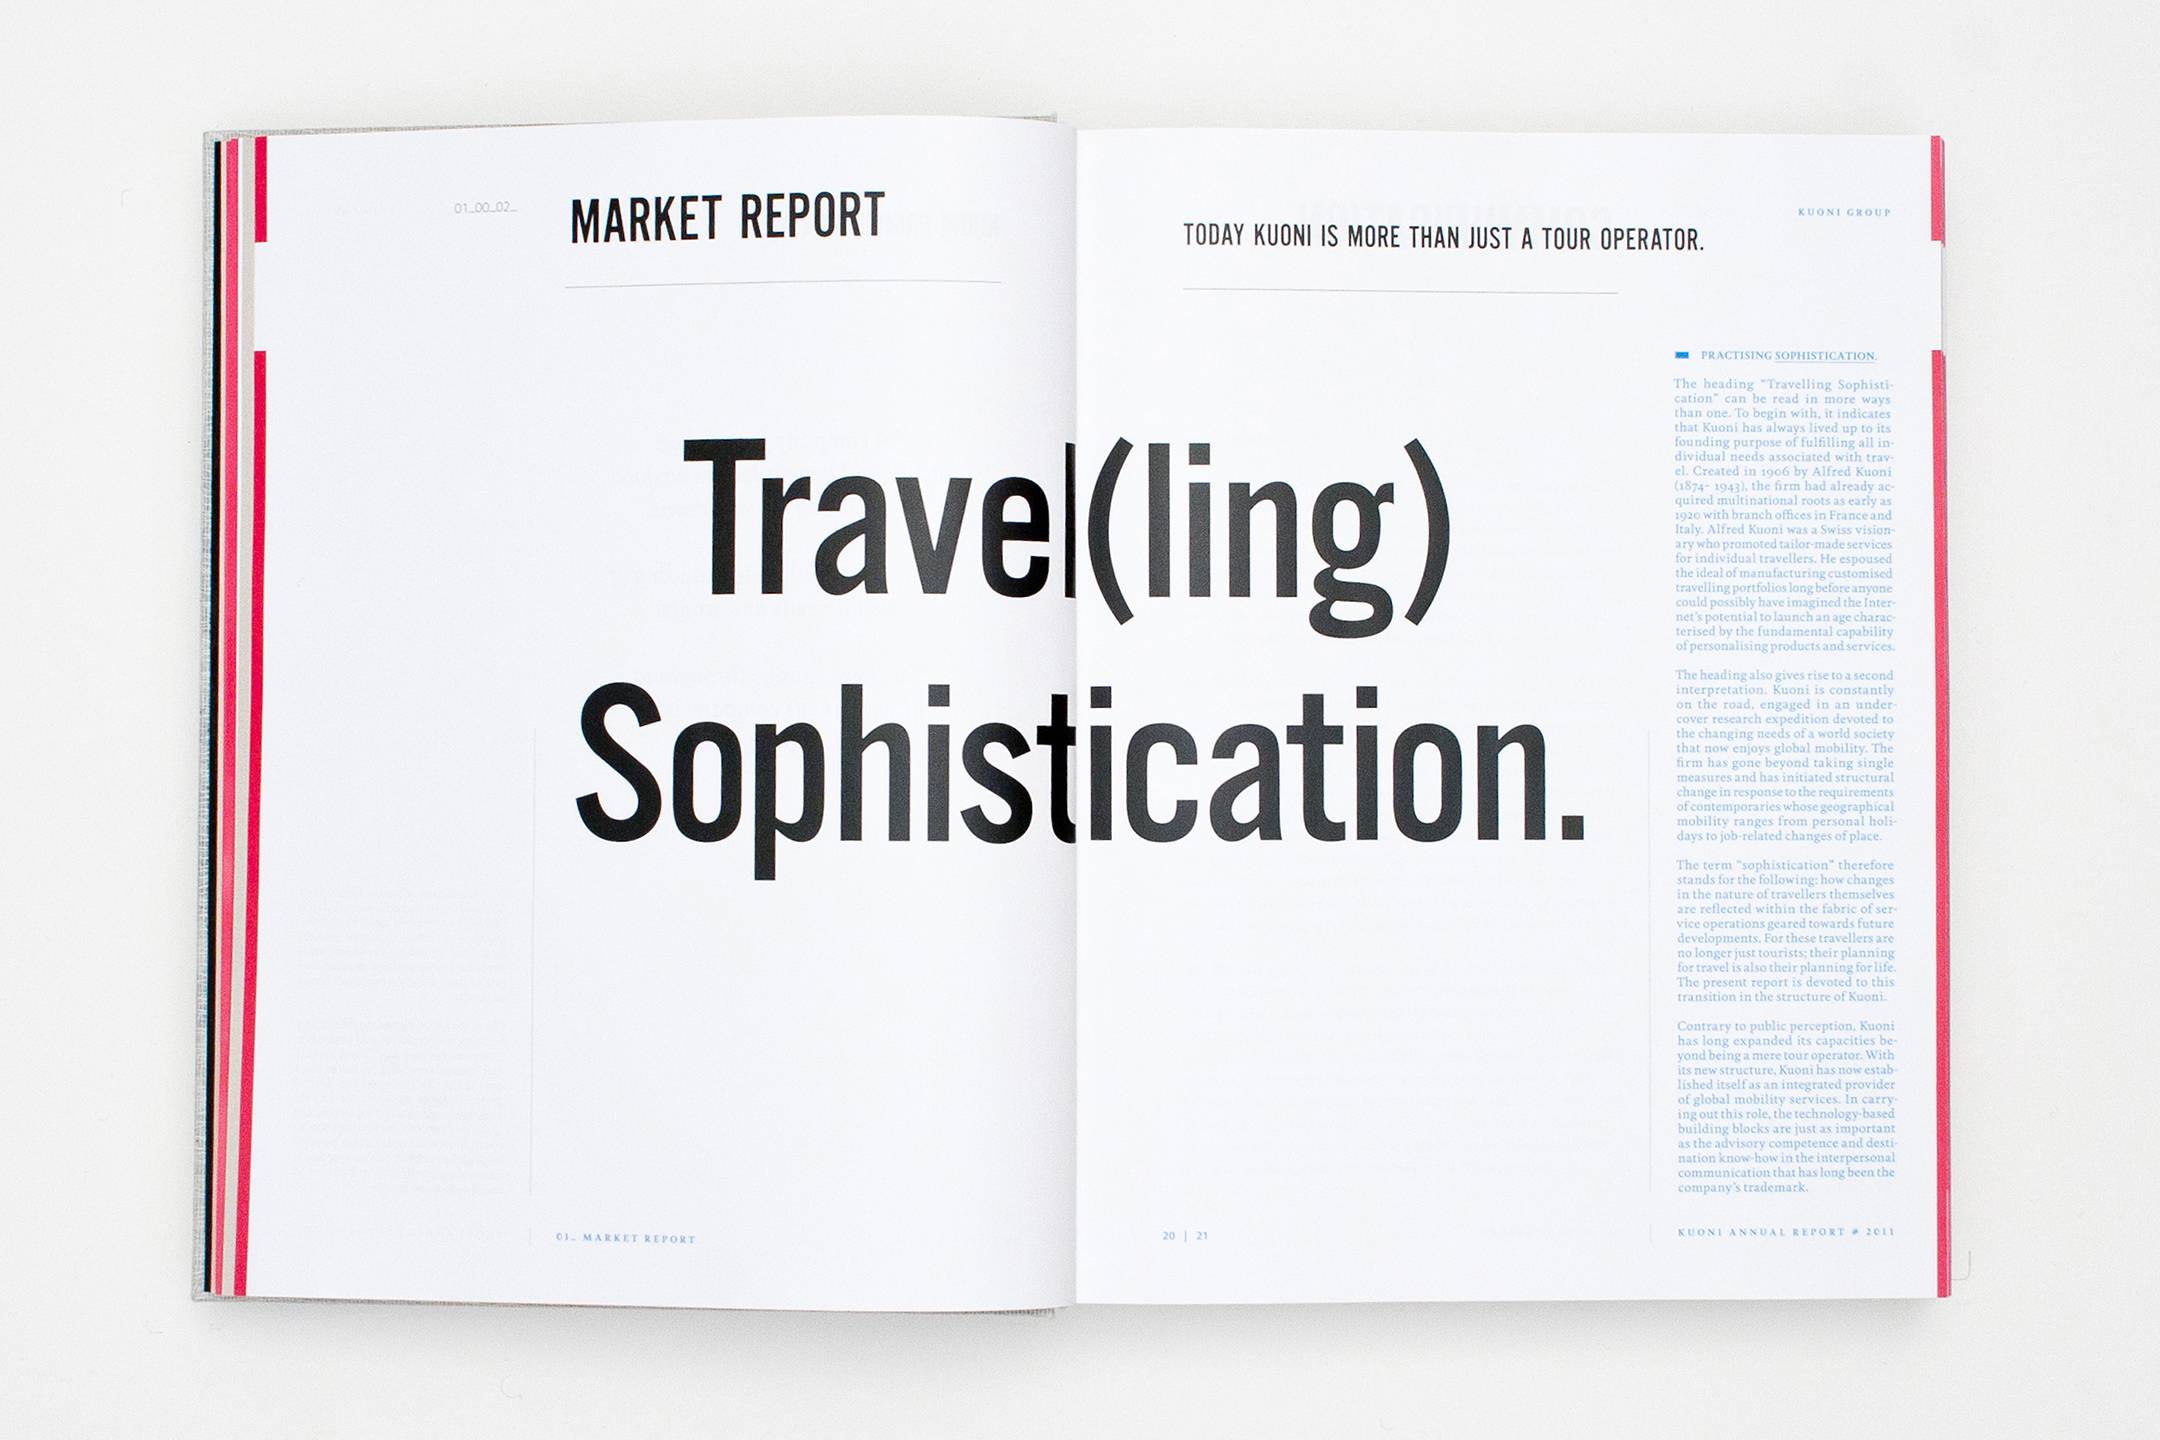 01_00_02_
MARKET REPORT
Travel(ling)
Sophistication.
01_ MARKET REPORT
TODAY KUONI IS MORE THAN JUST A TOUR OPERATOR.
KUONI GROUP
PRACTISING SOPHISTICATION.
The heading “Travelling Sophisti-
cation” can be read in more ways
than one. To begin with, it indicates
that Kuoni has always lived up to its
founding purpose of fulfilling all in-
dividual needs associated with trav-
el. Created in 1906 by Alfred Kuoni
(1874– 1943), the firm had already ac-
quired multinational roots as early as
1920 with branch offices in France and
Italy. Alfred Kuoni was a Swiss vision-
ary who promoted tailor-made services
for individual travellers. He espoused
the ideal of manufacturing customised
travelling portfolios long before anyone
could possibly have imagined the Inter-
net’s potential to launch an age charac-
terised by the fundamental capability
of personalising products and services.
The heading also gives rise to a second
interpretation. Kuoni is constantly
on the road, engaged in an under-
cover research expedition devoted to
the changing needs of a world society
that now enjoys global mobility. The
firm has gone beyond taking single
measures and has initiated structural
change in response to the requirements
of contemporaries whose geographical
mobility ranges from personal holi-
days to job-related changes of place.
The term “sophistication” therefore
stands for the following: how changes
in the nature of travellers themselves
are reflected within the fabric of ser-
vice operations geared towards future
developments. For these travellers are
no longer just tourists; their planning
for travel is also their planning for life.
The present report is devoted to this
transition in the structure of Kuoni.
Contrary to public perception, Kuoni
has long expanded its capacities be-
yond being a mere tour operator. With
its new structure, Kuoni has now estab-
lished itself as an integrated provider
of global mobility services. In carry-
ing out this role, the technology-based
building blocks are just as important
as the advisory competence and desti-
nation know-how in the interpersonal
communication that has long been the
company’s trademark.
20 | 21
KUONI ANNUAL REPORT # 2011